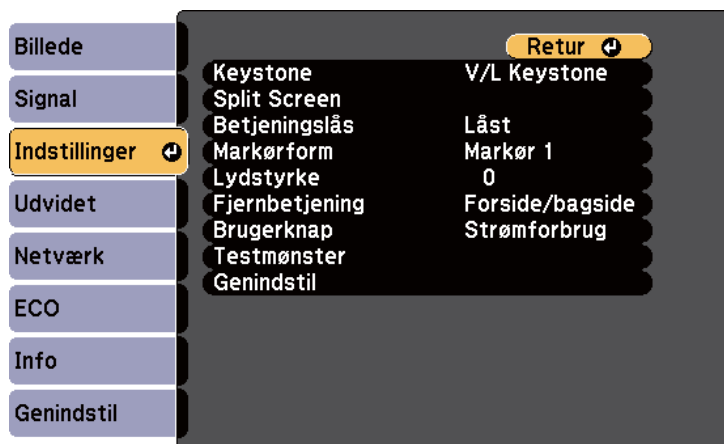 Billede
Signal
Indstillinger
Udvidet
Netværk
ECO
Info
Genindstil
Retur
Keystone V/L Keystone
Split Screen
Betjeningslås Låst
Markørform Markør 1
Lydstyrke 0
Fjernbetjening Forside/bagside
Brugerknap Strømforbrug
Testmønster
Genindstil